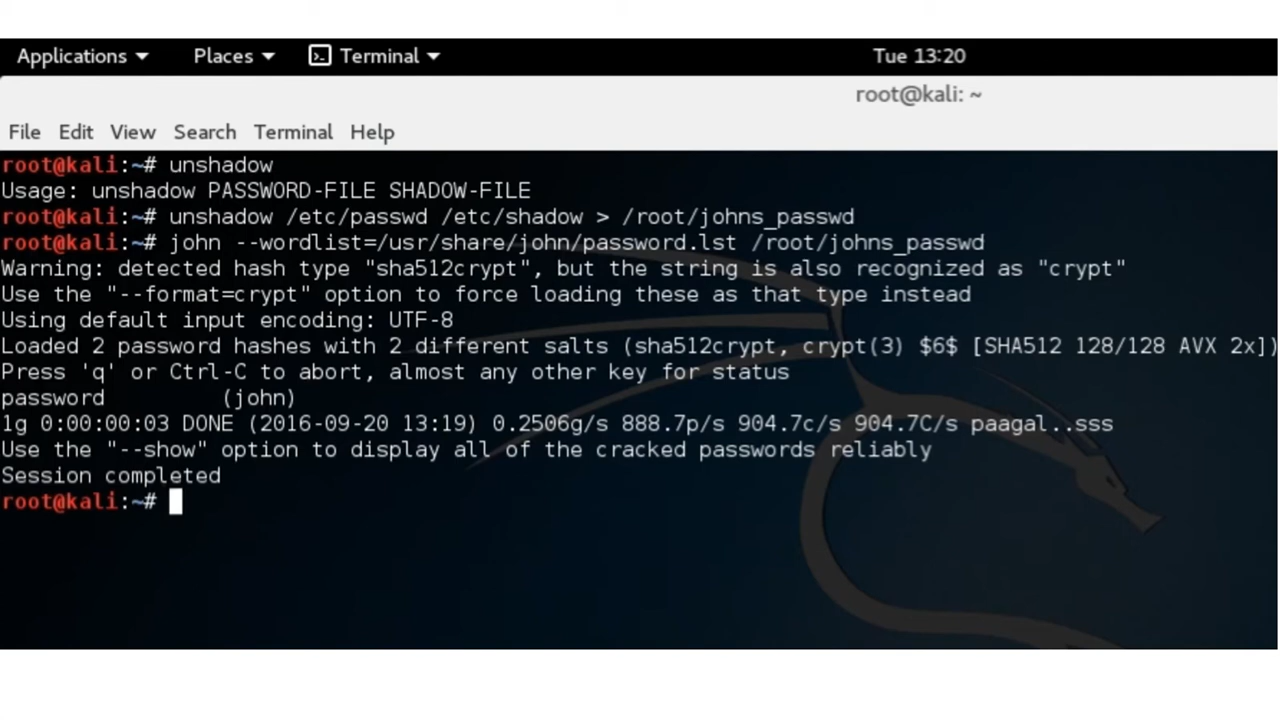 Applications Places Terminal Tue 13:20
root@kali: ~
File Edit View Search Terminal Help
root@kali:~# unshadow
Usage: unshadow PASSWORD-FILE SHADOW-FILE
root@kali:~# unshadow /etc/passwd /etc/shadow > /root/johns_passwd
root@kali:~# john --wordlist=/usr/share/john/password.lst /root/johns_passwd
Warning: detected hash type "sha512crypt", but the string is also recognized as "crypt"
Use the "--format=crypt" option to force loading these as that type instead
Using default input encoding: UTF-8
Loaded 2 password hashes with 2 different salts (sha512crypt, crypt(3) $6$ [SHA512 128/128 AVX 2x])
Press 'q' or Ctrl-C to abort, almost any other key for status
password         (john)
1g 0:00:00:03 DONE (2016-09-20 13:19) 0.2506g/s 888.7p/s 904.7c/s 904.7C/s paagal..sss
Use the "--show" option to display all of the cracked passwords reliably
Session completed
root@kali:~#